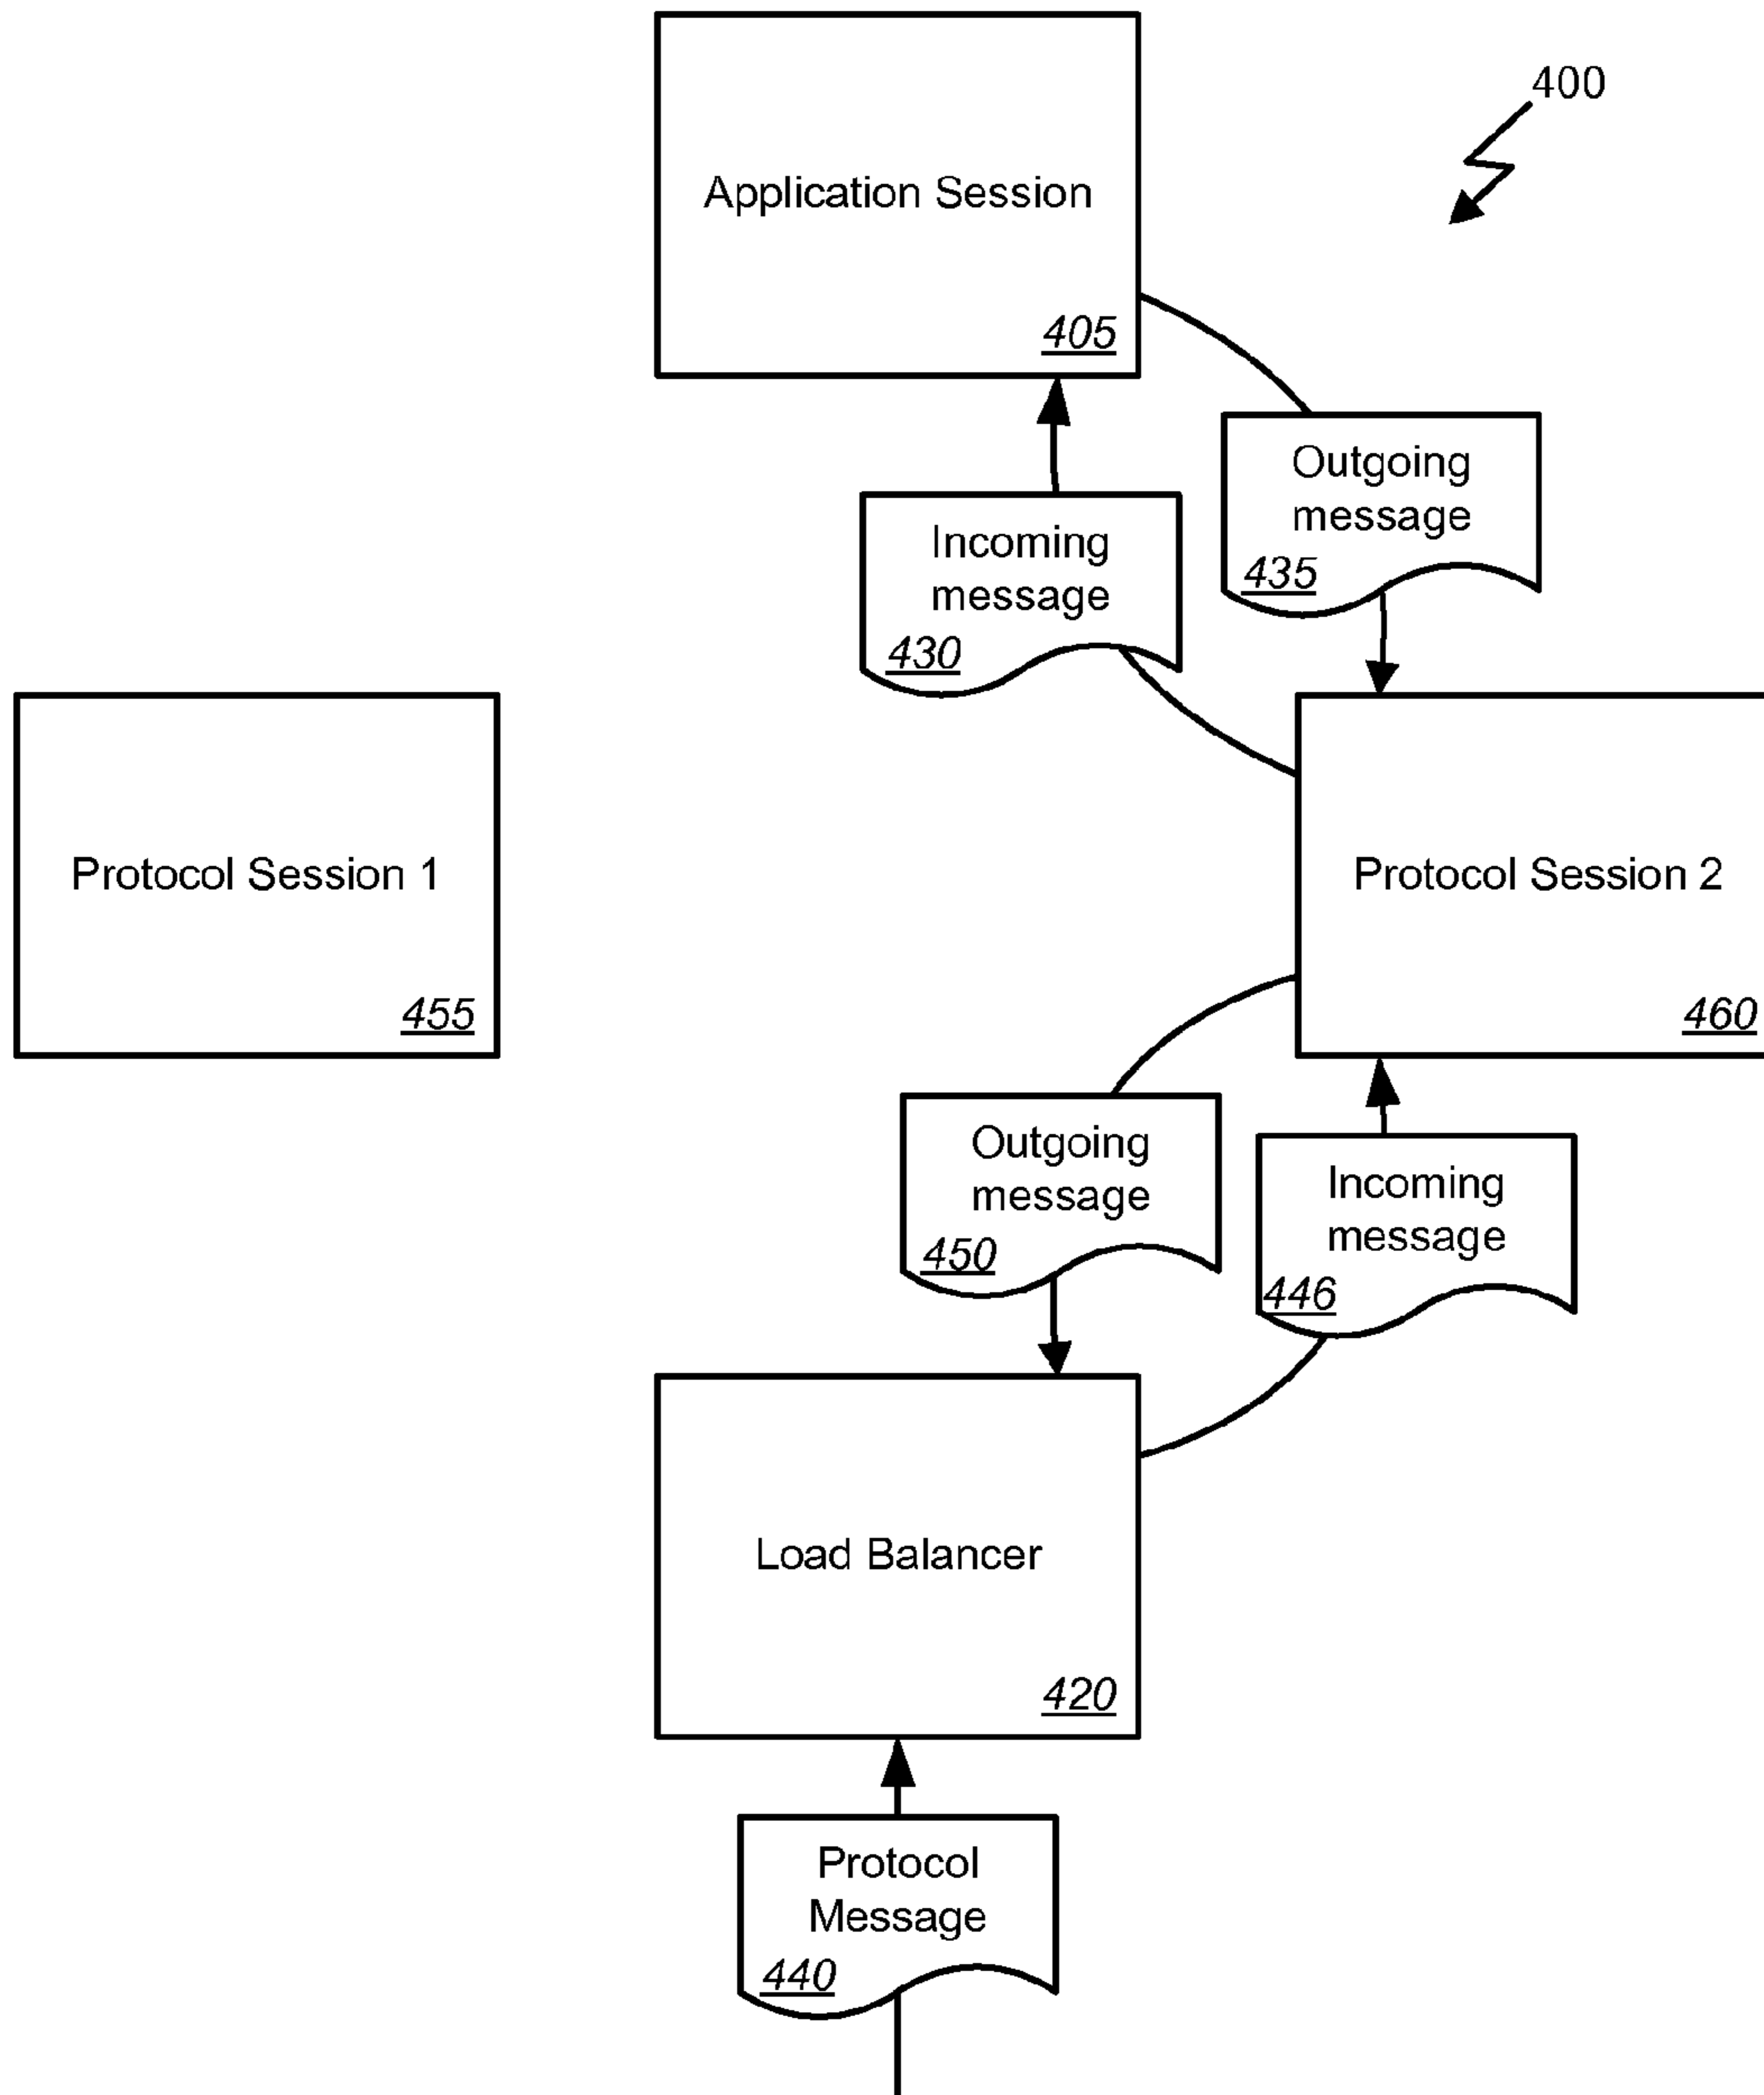 400
Application Session
405
Outgoing
message
435
Incoming
message
430
Protocol Session 1
455
Protocol Session 2
460
Outgoing
message
450
Incoming
message
446
Load Balancer
420
Protocol
Message
440